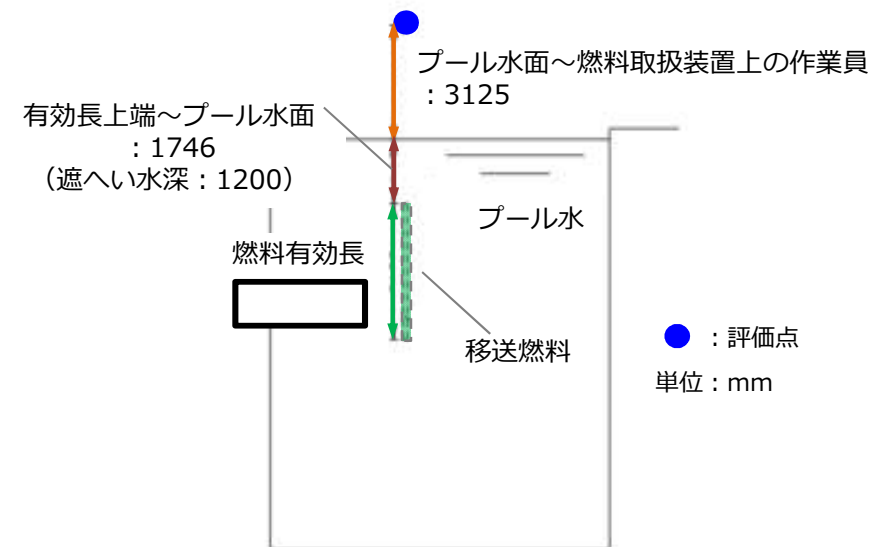 プール水面～燃料取扱装置上の作業員
：3125
有効長上端～プール水面
：1746
（遮へい水深：1200）
プール水
燃料有効長
移送燃料
：評価点
単位：mm